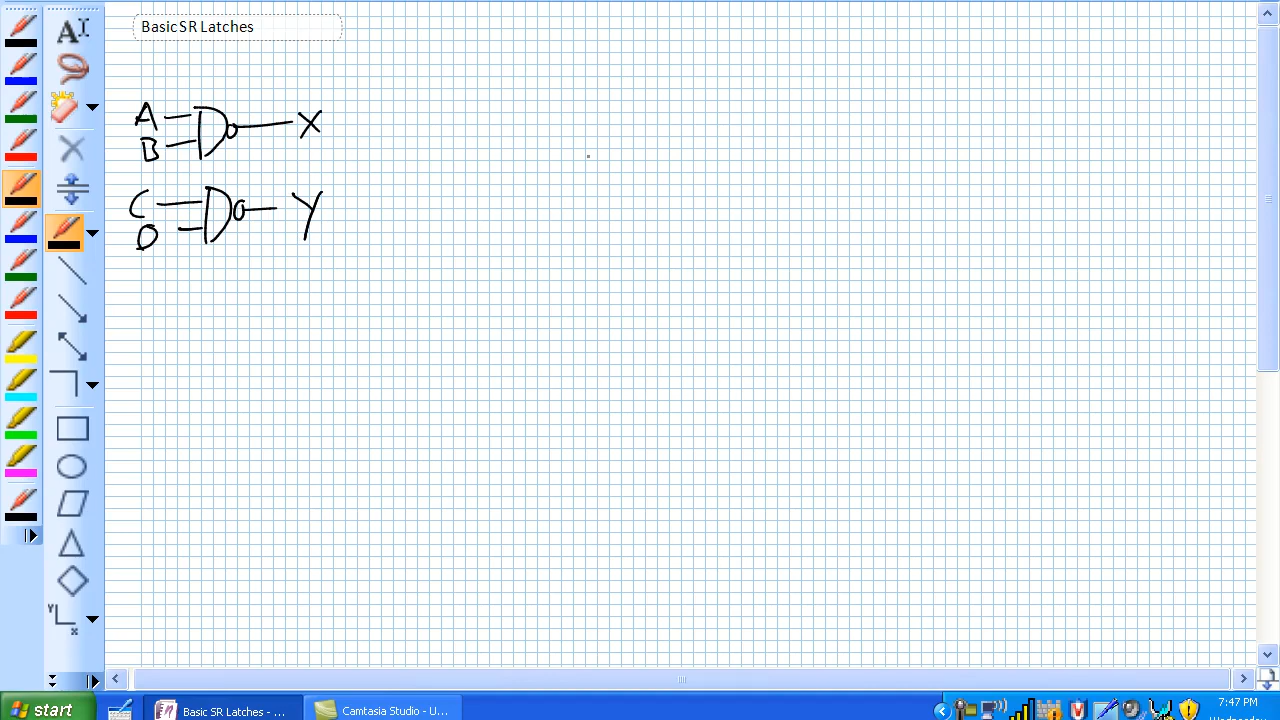 Basic SR Latches
A
X
B
C
Y
D
start
Basic SR Latches - ...
Camtasia Studio - U...
7:47 PM